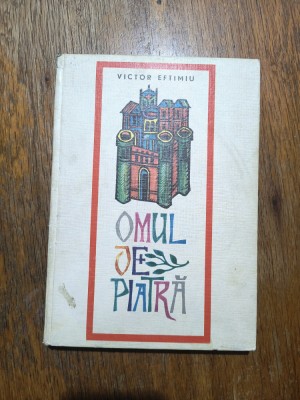 VICTOR EFTIMIU
OMUL
DE
PIATRĂ